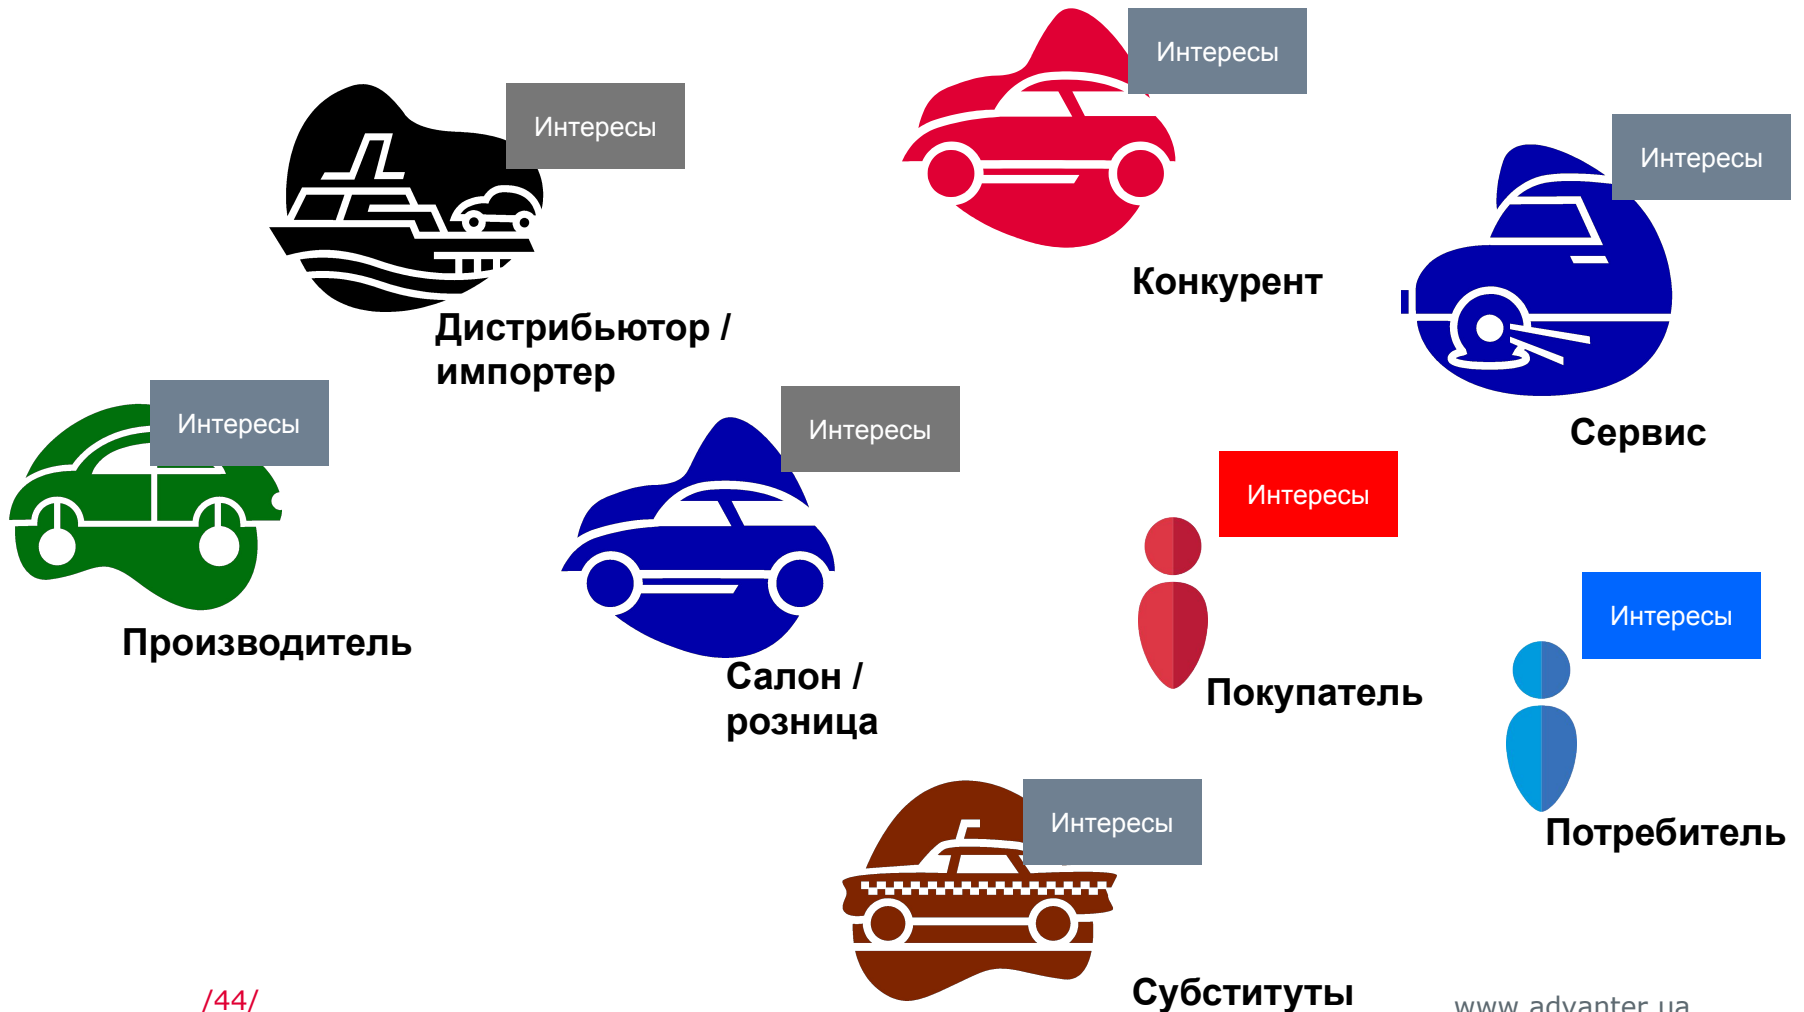 Интересы
Интересы
Интересы
Конкурент
Дистрибьютор /
импортер
Интересы
Интересы
Сервис
Интересы
Производитель
Интересы
Салон /
розница
Покупатель
Интересы
Потребитель
Субституты
/44/
www.advanter.ua